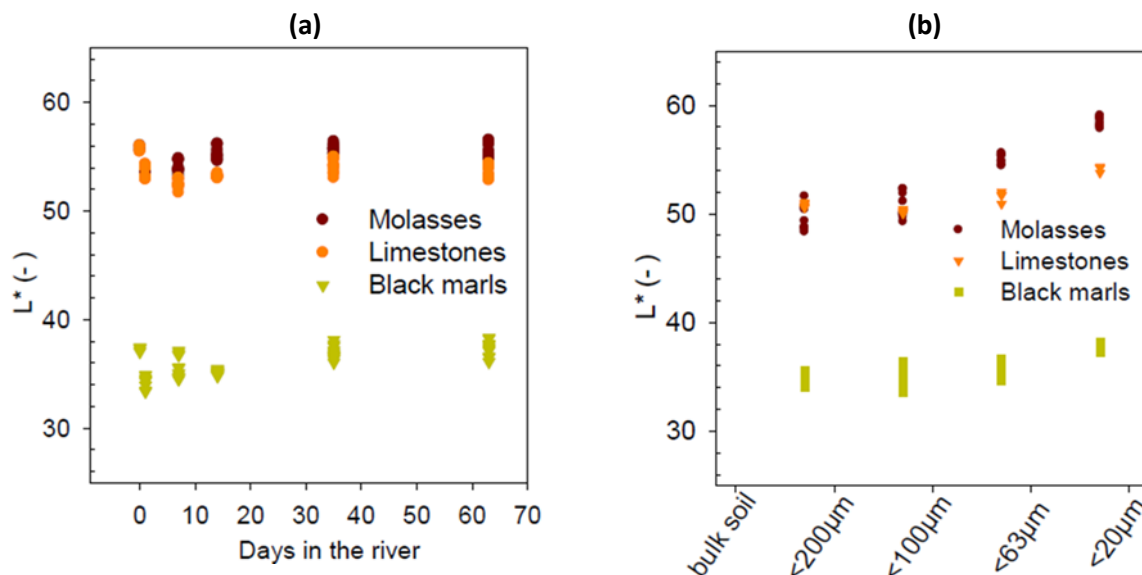 (a)
60
50
40
30
L* (-)
Molasses
Limestones
Black marls
0 10 20 30 40 50 60 70
Days in the river
(b)
60
50
40
30
L* (-)
Molasses
Limestones
Black marls
bulk soil
<200µm
<100µm
<63µm
<20µm